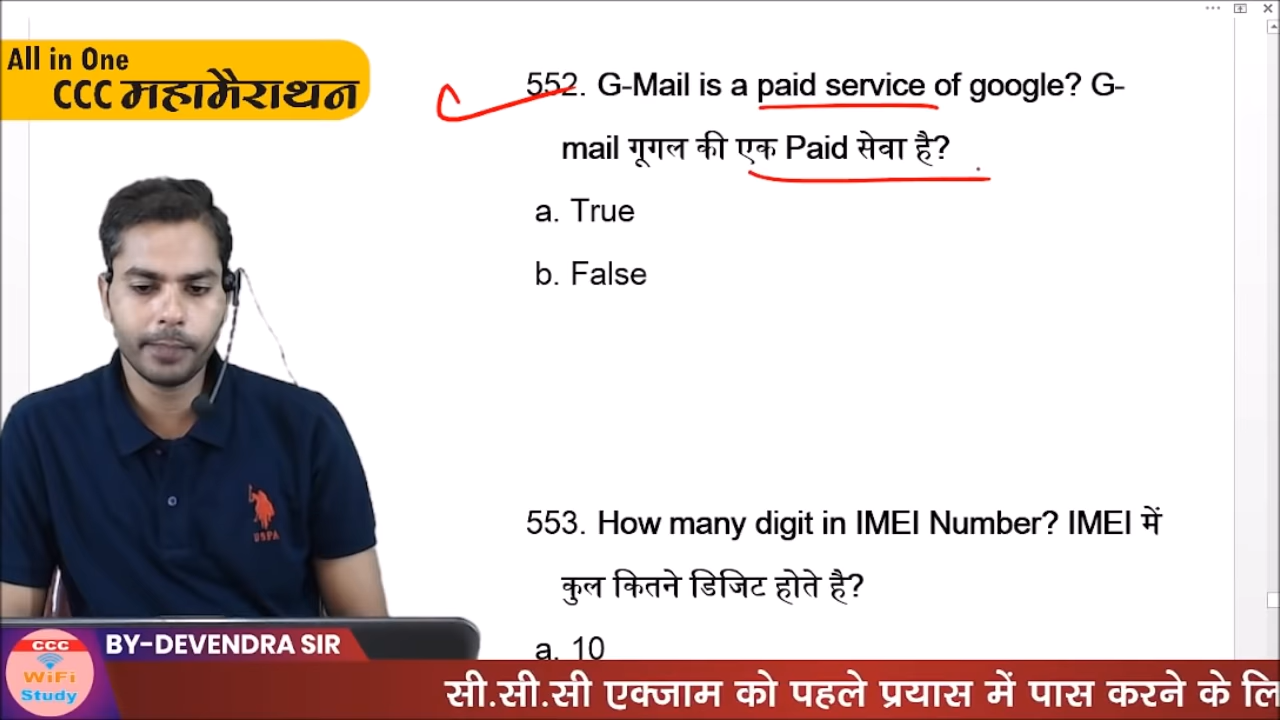 All in One
CCC महामैराथन
552. G-Mail is a paid service of google? G-
mail गूगल की एक Paid सेवा है?
a. True
b. False
553. How many digit in IMEI Number? IMEI में
कुल कितने डिजिट होते है?
a. 10
USPA
BY-DEVENDRA SIR
CCC
WiFi
Study
सी.सी.सी एक्जाम को पहले प्रयास में पास करने के लि